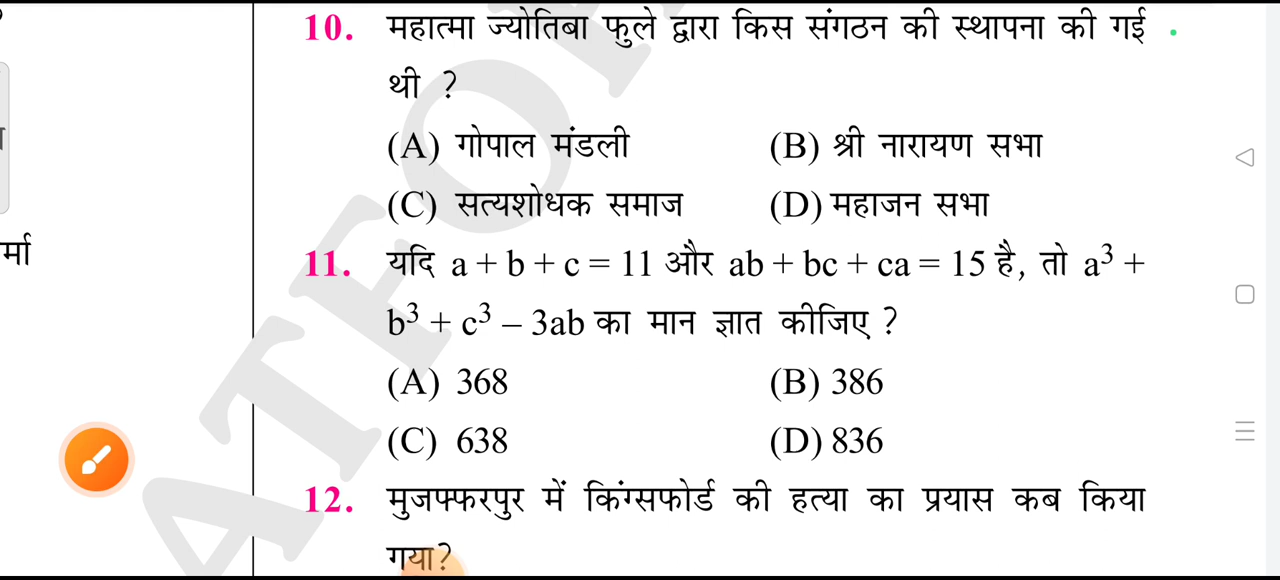 10. महात्मा ज्योतिबा फुले द्वारा किस संगठन की स्थापना की गई
थी ?
(A) गोपाल मंडली (B) श्री नारायण सभा
(C) सत्यशोधक समाज (D) महाजन सभा
र्मा
11. यदि a + b + c = 11 और ab + bc + ca = 15 है, तो a³ +
b³ + c³ – 3ab का मान ज्ञात कीजिए ?
(A) 368 (B) 386
(C) 638 (D) 836
12. मुजफ्फरपुर में किंग्सफोर्ड की हत्या का प्रयास कब किया
गया?